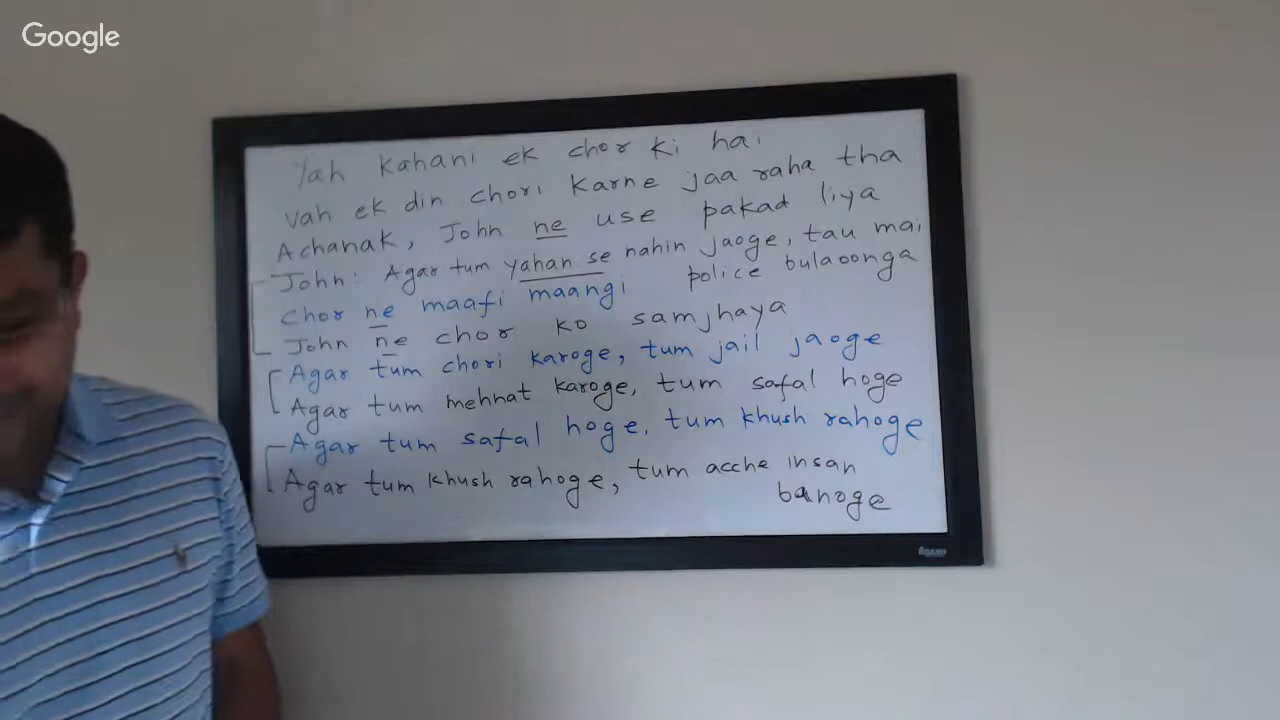 Google
Yah kahani ek chor ki hai
vah ek din chori karne jaa raha tha
Achanak, John ne use pakad liya
John: Agar tum yahan se nahin jaoge, tau mai
police bulaoonga
Chor ne maafi maangi
John ne chor ko samjhaya
Agar tum chori karoge, tum jail jaoge
Agar tum mehnat karoge, tum safal hoge
Agar tum safal hoge, tum khush rahoge
Agar tum khush rahoge, tum acche insan
banoge